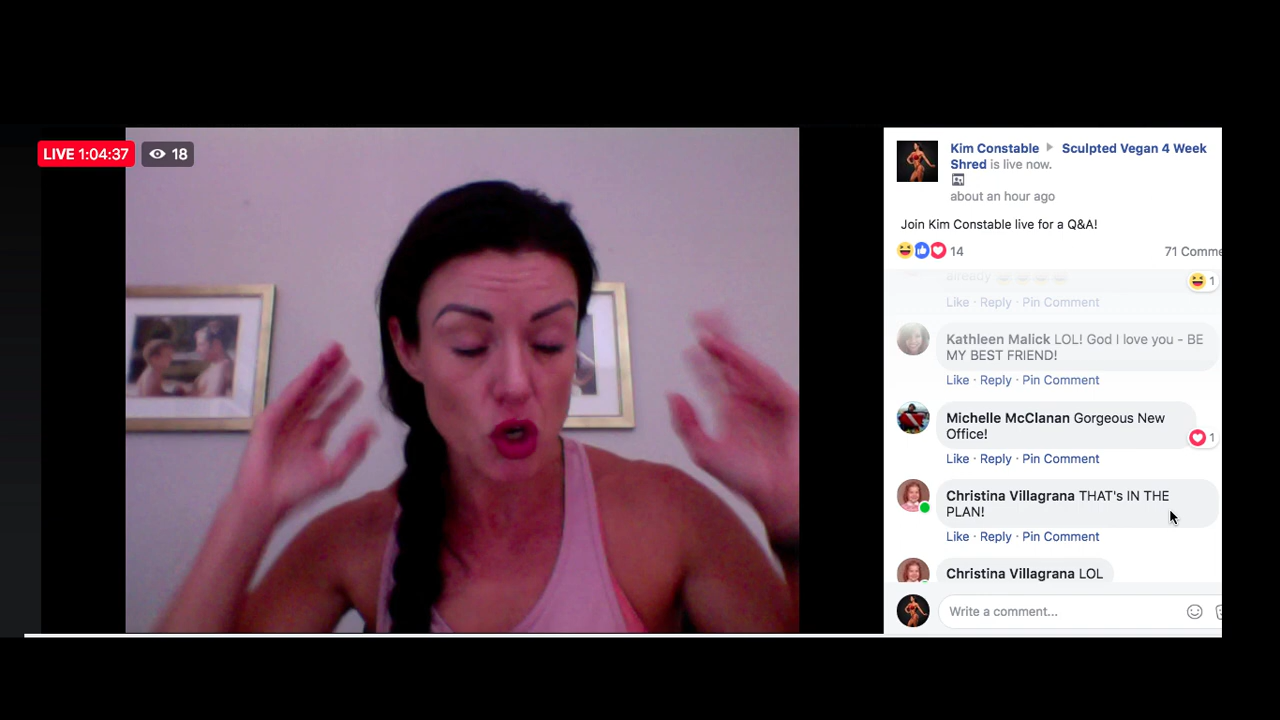 LIVE 1:04:37
18
Kim Constable Sculpted Vegan 4 Week
Shred is live now.
about an hour ago
Join Kim Constable live for a Q&A!
14
71 Comme
already
1
Like · Reply · Pin Comment
Kathleen Malick LOL! God I love you - BE
MY BEST FRIEND!
Like · Reply · Pin Comment
Michelle McClanan Gorgeous New
Office!
1
Like · Reply · Pin Comment
Christina Villagrana THAT's IN THE
PLAN!
Like · Reply · Pin Comment
Christina Villagrana LOL
Write a comment...